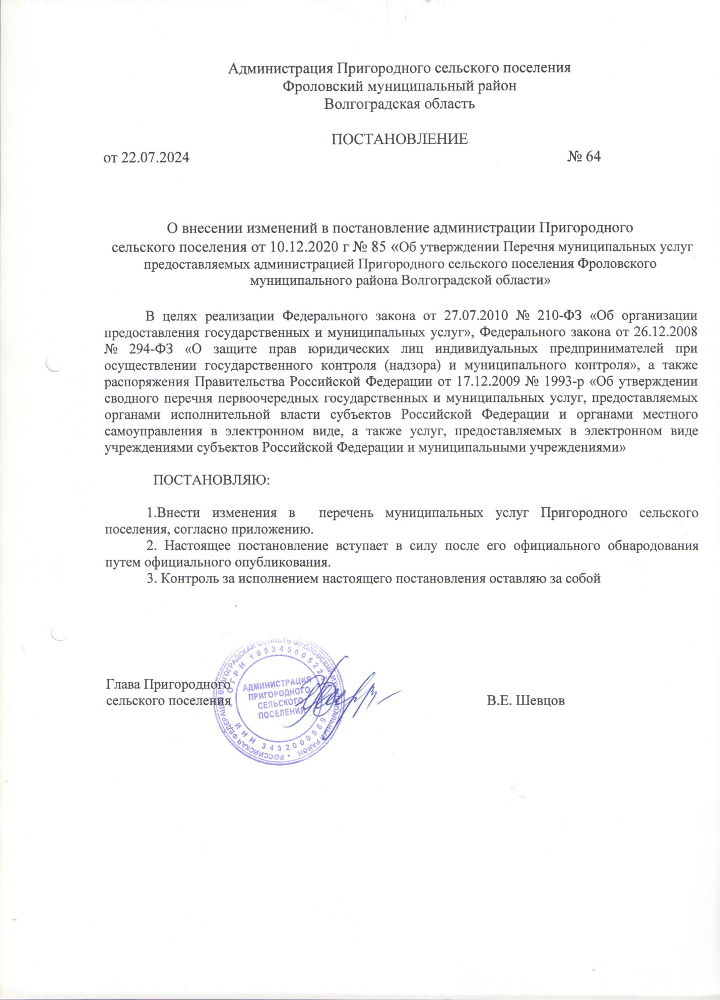 Администрация Пригородного сельского поселения
Фроловский муниципальный район
Волгоградская область
ПОСТАНОВЛЕНИЕ
от 22.07.2024 № 64
О внесении изменений в постановление администрации Пригородного
сельского поселения от 10.12.2020 г № 85 «Об утверждении Перечня муниципальных услуг
предоставляемых администрацией Пригородного сельского поселения Фроловского
муниципального района Волгоградской области»
В целях реализации Федерального закона от 27.07.2010 № 210-ФЗ «Об организации
предоставления государственных и муниципальных услуг», Федерального закона от 26.12.2008
№ 294-ФЗ «О защите прав юридических лиц индивидуальных предпринимателей при
осуществлении государственного контроля (надзора) и муниципального контроля», а также
распоряжения Правительства Российской Федерации от 17.12.2009 № 1993-р «Об утверждении
сводного перечня первоочередных государственных и муниципальных услуг, предоставляемых
органами исполнительной власти субъектов Российской Федерации и органами местного
самоуправления в электронном виде, а также услуг, предоставляемых в электронном виде
учреждениями субъектов Российской Федерации и муниципальными учреждениями»
ПОСТАНОВЛЯЮ:
1.Внести изменения в перечень муниципальных услуг Пригородного сельского
поселения, согласно приложению.
2. Настоящее постановление вступает в силу после его официального обнародования
путем официального опубликования.
3. Контроль за исполнением настоящего постановления оставляю за собой
Глава Пригородного
сельского поселения В.Е. Шевцов
АДМИНИСТРАЦИЯ
ПРИГОРОДНОГО
СЕЛЬСКОГО
ПОСЕЛЕНИЯ
ИНН 3432000589
ОГРН
РОССИЙСКАЯ ФЕДЕРАЦИЯ ВОЛГОГРАДСКАЯ ОБЛАСТЬ ФРОЛОВСКИЙ МУНИЦИПАЛЬНЫЙ РАЙОН